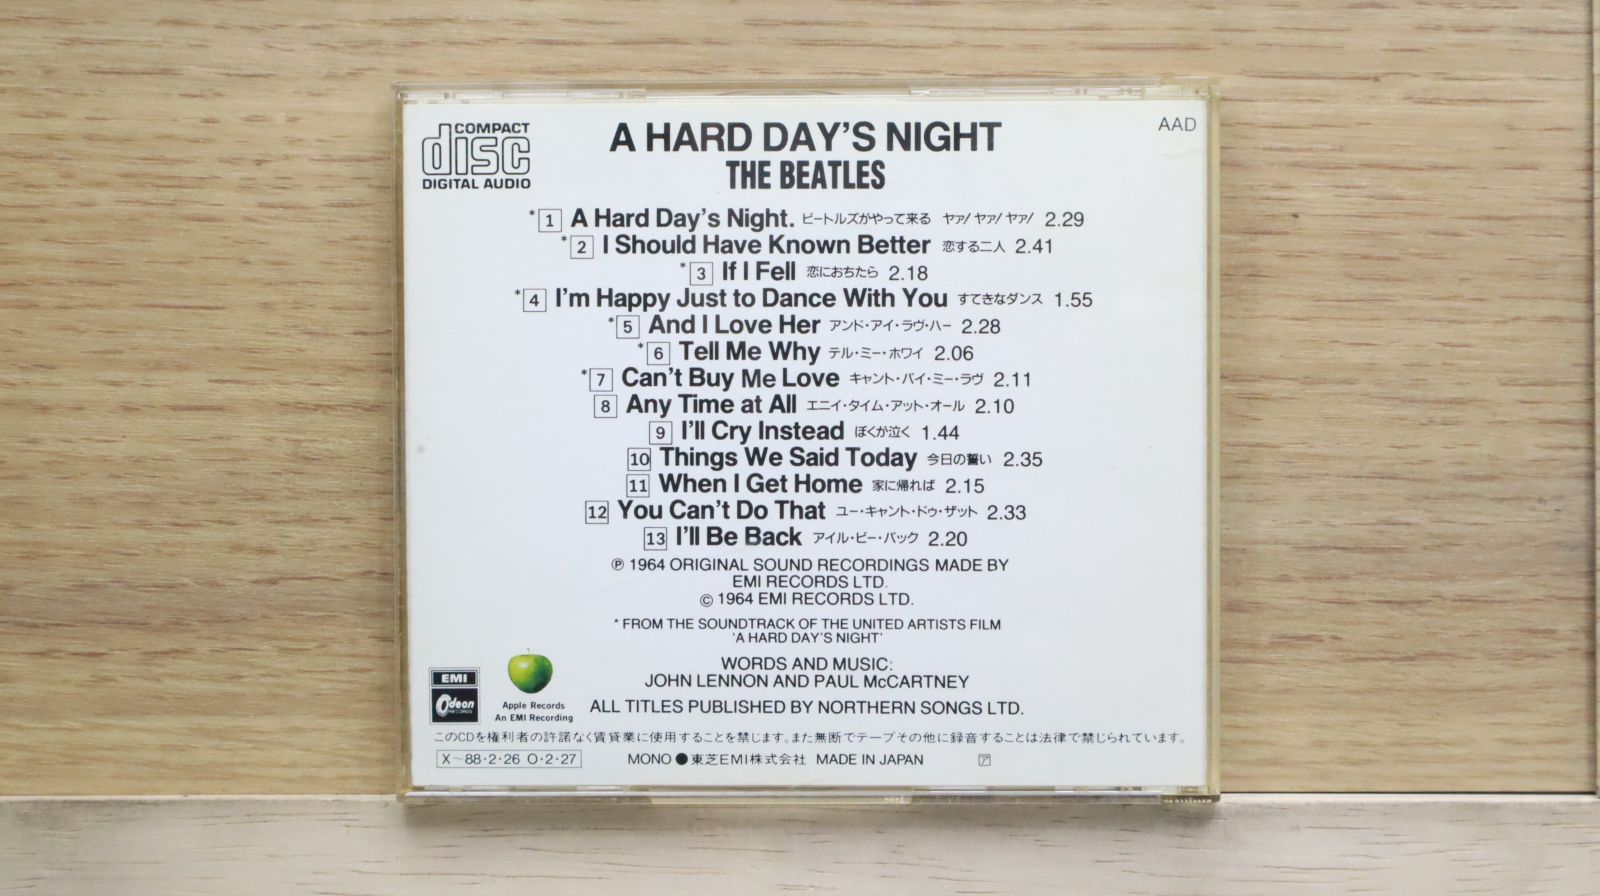 COMPACT
disc
DIGITAL AUDIO
A HARD DAY'S NIGHT
AAD
THE BEATLES
*1 A Hard Day's Night. ビートルズがやって来る ヤァ!ヤァ!ヤァ! 2.29
*2 I Should Have Known Better 恋する二人 2.41
*3 If I Fell 恋におちたら 2.18
*4 I'm Happy Just to Dance With You すてきなダンス 1.55
*5 And I Love Her アンド・アイ・ラヴ・ハー 2.28
*6 Tell Me Why テル・ミー・ホワイ 2.06
*7 Can't Buy Me Love キャント・バイ・ミー・ラヴ 2.11
8 Any Time at All エニイ・タイム・アット・オール 2.10
9 I'll Cry Instead ぼくが泣く 1.44
10 Things We Said Today 今日の誓い 2.35
11 When I Get Home 家に帰れば 2.15
12 You Can't Do That ユー・キャント・ドゥ・ザット 2.33
13 I'll Be Back アイル・ビー・バック 2.20
Ⓟ 1964 ORIGINAL SOUND RECORDINGS MADE BY
EMI RECORDS LTD.
© 1964 EMI RECORDS LTD.
* FROM THE SOUNDTRACK OF THE UNITED ARTISTS FILM
'A HARD DAY'S NIGHT'
WORDS AND MUSIC:
JOHN LENNON AND PAUL McCARTNEY
ALL TITLES PUBLISHED BY NORTHERN SONGS LTD.
EMI
Odeon
Apple Records
An EMI Recording
このCDを権利者の許諾なく賃貸業に使用することを禁じます。また無断でテープその他に録音することは法律で禁じられています。
X〜88・2・26 O・2・27
MONO ●東芝EMI株式会社 MADE IN JAPAN ア